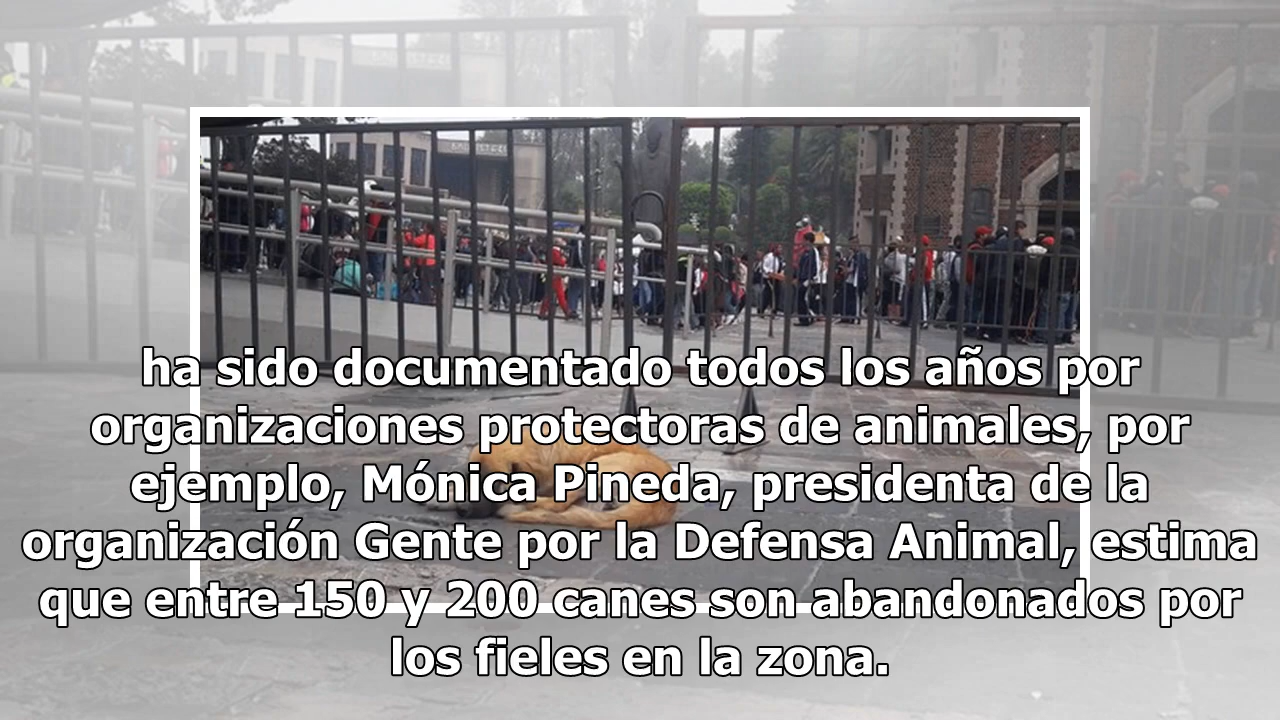 ha sido documentado todos los años por
organizaciones protectoras de animales, por
ejemplo, Mónica Pineda, presidenta de la
organización Gente por la Defensa Animal, estima
que entre 150 y 200 canes son abandonados por
los fieles en la zona.